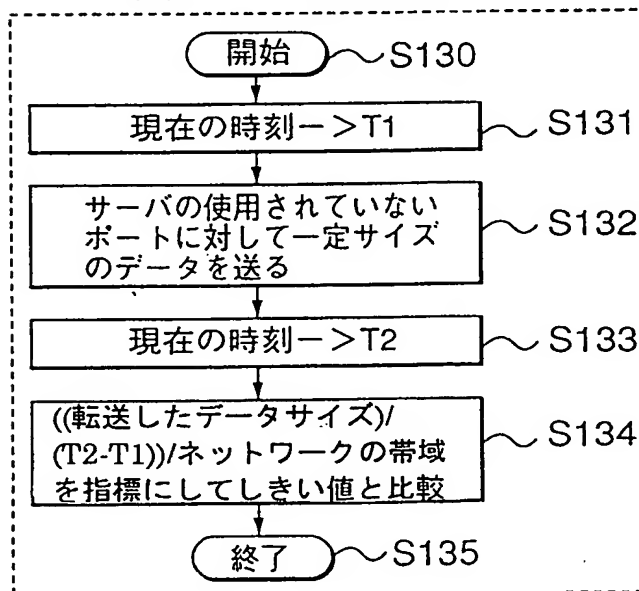 開始 S130
現在の時刻ー＞T1 S131
サーバの使用されていない
ポートに対して一定サイズ S132
のデータを送る
現在の時刻ー＞T2 S133
((転送したデータサイズ)/
(T2-T1))/ネットワークの帯域 S134
を指標にしてしきい値と比較
終了 S135